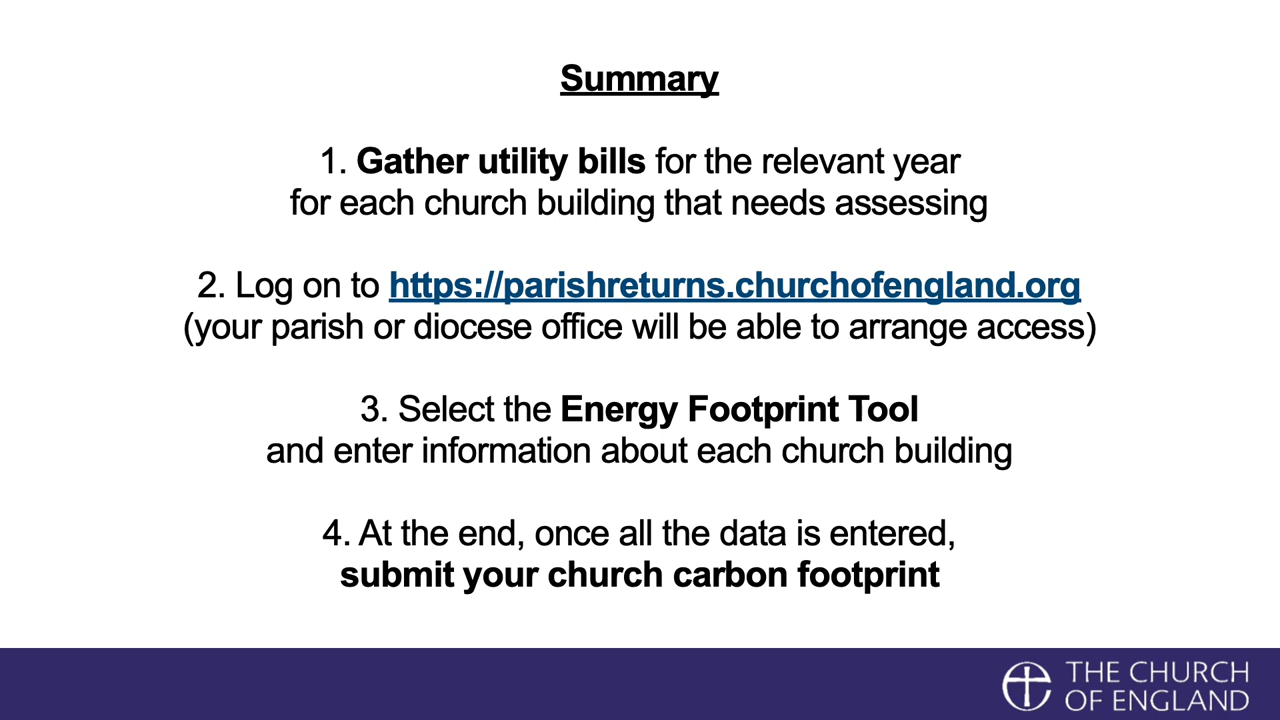 Summary
1. Gather utility bills for the relevant year
for each church building that needs assessing
2. Log on to https://parishreturns.churchofengland.org
(your parish or diocese office will be able to arrange access)
3. Select the Energy Footprint Tool
and enter information about each church building
4. At the end, once all the data is entered,
submit your church carbon footprint
THE CHURCH
OF ENGLAND